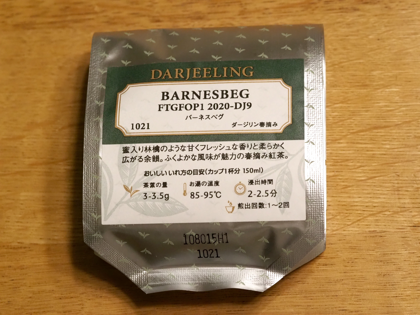 DARJEELING
BARNESBEG
FTGFOP1 2020-DJ9
バーネスベグ
1021 ダージリン春摘み
蜜入り林檎のような甘くフレッシュな香りと柔らかく
広がる余韻。ふくよかな風味が魅力の春摘み紅茶。
おいしいいれ方の目安(カップ1杯分 150ml)
茶葉の量 お湯の温度 浸出時間
3-3.5g 85-95℃ 2-2.5分
煎出回数:1〜2回
108015H1
1021